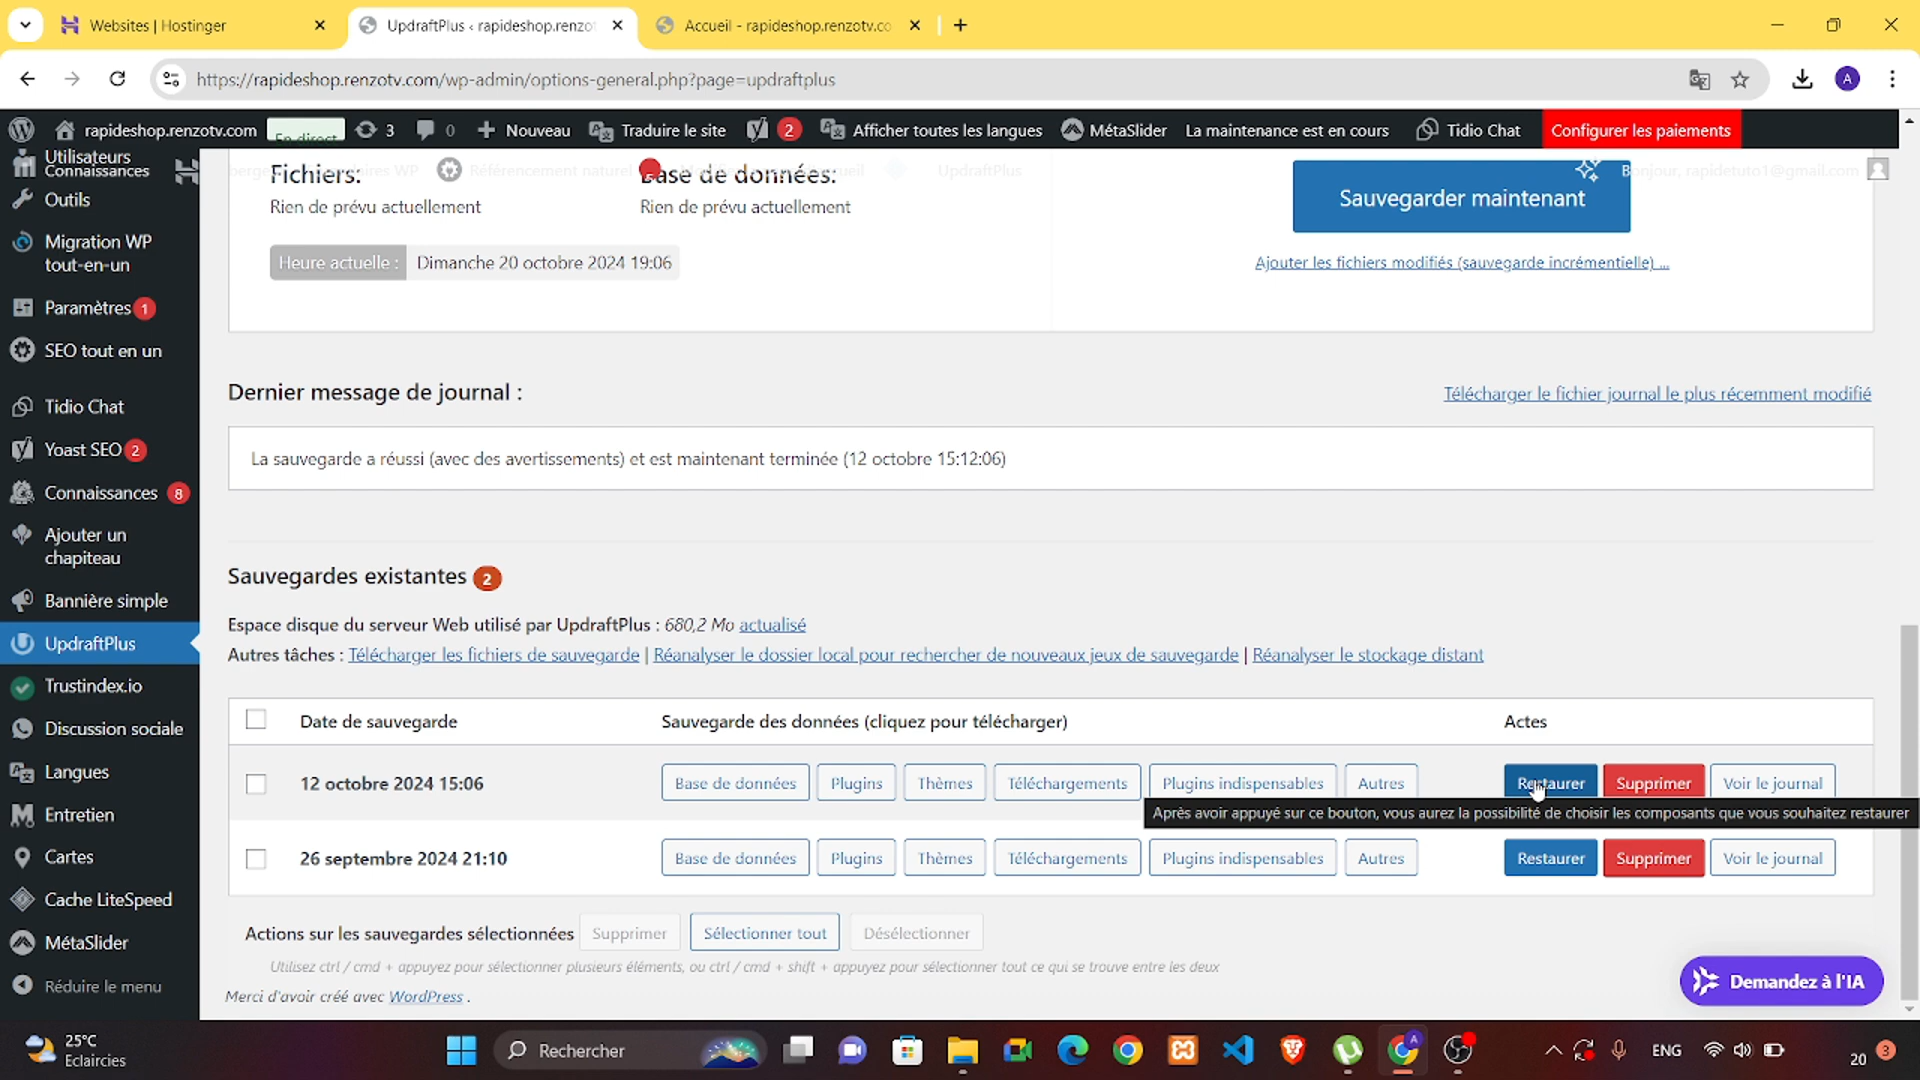 Websites | Hostinger
UpdraftPlus ‹ rapideshop.renzo
Accueil - rapideshop.renzotv.co
https://rapideshop.renzotv.com/wp-admin/options-general.php?page=updraftplus
A
rapideshop.renzotv.com
En direct
3
0
Nouveau
Traduire le site
2
Afficher toutes les langues
MétaSlider
La maintenance est en cours
Tidio Chat
Configurer les paiements
Référencement naturel
UpdraftPlus
Bonjour, rapidetuto1@gmail.com
Utilisateurs
Connaissances
Outils
Migration WP
tout-en-un
Paramètres 1
SEO tout en un
Tidio Chat
Yoast SEO 2
Connaissances 8
Ajouter un
chapiteau
Bannière simple
UpdraftPlus
Trustindex.io
Discussion sociale
Langues
Entretien
Cartes
Cache LiteSpeed
MétaSlider
Réduire le menu
Fichiers:
Base de données:
Rien de prévu actuellement
Rien de prévu actuellement
Heure actuelle :
Dimanche 20 octobre 2024 19:06
Sauvegarder maintenant
Ajouter les fichiers modifiés (sauvegarde incrémentielle) ...
Dernier message de journal :
Télécharger le fichier journal le plus récemment modifié
La sauvegarde a réussi (avec des avertissements) et est maintenant terminée (12 octobre 15:12:06)
Sauvegardes existantes 2
Espace disque du serveur Web utilisé par UpdraftPlus : 680,2 Mo actualisé
Autres tâches : Télécharger les fichiers de sauvegarde | Réanalyser le dossier local pour rechercher de nouveaux jeux de sauvegarde | Réanalyser le stockage distant
Date de sauvegarde
Sauvegarde des données (cliquez pour télécharger)
Actes
12 octobre 2024 15:06
Base de données
Plugins
Thèmes
Téléchargements
Plugins indispensables
Autres
Restaurer
Supprimer
Voir le journal
Après avoir appuyé sur ce bouton, vous aurez la possibilité de choisir les composants que vous souhaitez restaurer
26 septembre 2024 21:10
Base de données
Plugins
Thèmes
Téléchargements
Plugins indispensables
Autres
Restaurer
Supprimer
Voir le journal
Actions sur les sauvegardes sélectionnées
Supprimer
Sélectionner tout
Désélectionner
Utilisez ctrl / cmd + appuyez pour sélectionner plusieurs éléments, ou ctrl / cmd + shift + appuyez pour sélectionner tout ce qui se trouve entre les deux
Merci d'avoir créé avec WordPress .
Demandez à l'IA
25°C
Eclaircies
Rechercher
A
ENG
20
3